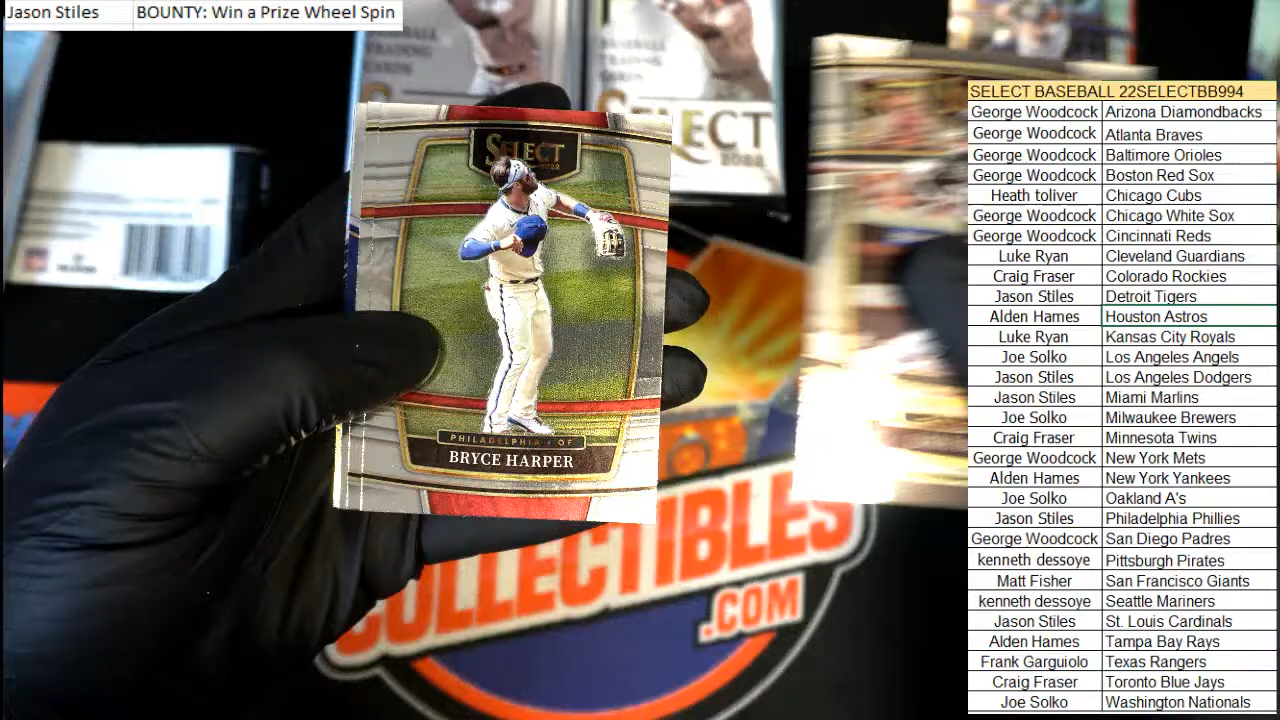 Jason Stiles BOUNTY: Win a Prize Wheel Spin
BASEBALL
TRADING
CARDS
SELECT
2022
SELECT
2022
PHILADELPHIA • OF
BRYCE HARPER
COLLECTIBLES
.COM
SELECT BASEBALL 22SELECTBB994
George Woodcock Arizona Diamondbacks
George Woodcock Atlanta Braves
George Woodcock Baltimore Orioles
George Woodcock Boston Red Sox
Heath toliver Chicago Cubs
George Woodcock Chicago White Sox
George Woodcock Cincinnati Reds
Luke Ryan Cleveland Guardians
Craig Fraser Colorado Rockies
Jason Stiles Detroit Tigers
Alden Hames Houston Astros
Luke Ryan Kansas City Royals
Joe Solko Los Angeles Angels
Jason Stiles Los Angeles Dodgers
Jason Stiles Miami Marlins
Joe Solko Milwaukee Brewers
Craig Fraser Minnesota Twins
George Woodcock New York Mets
Alden Hames New York Yankees
Joe Solko Oakland A's
Jason Stiles Philadelphia Phillies
George Woodcock San Diego Padres
kenneth dessoye Pittsburgh Pirates
Matt Fisher San Francisco Giants
kenneth dessoye Seattle Mariners
Jason Stiles St. Louis Cardinals
Alden Hames Tampa Bay Rays
Frank Garguiolo Texas Rangers
Craig Fraser Toronto Blue Jays
Joe Solko Washington Nationals